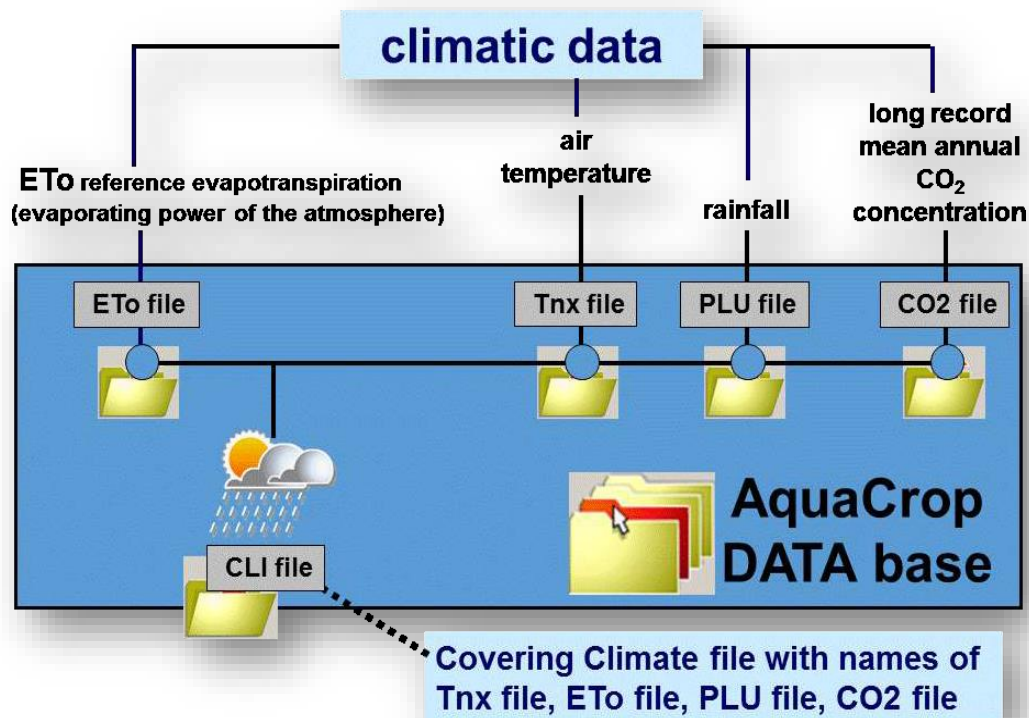 climatic data
ETo reference evapotranspiration
(evaporating power of the atmosphere)
air
temperature
rainfall
long record
mean annual
CO₂
concentration
ETo file
Tnx file
PLU file
CO2 file
CLI file
AquaCrop
DATA base
Covering Climate file with names of
Tnx file, ETo file, PLU file, CO2 file